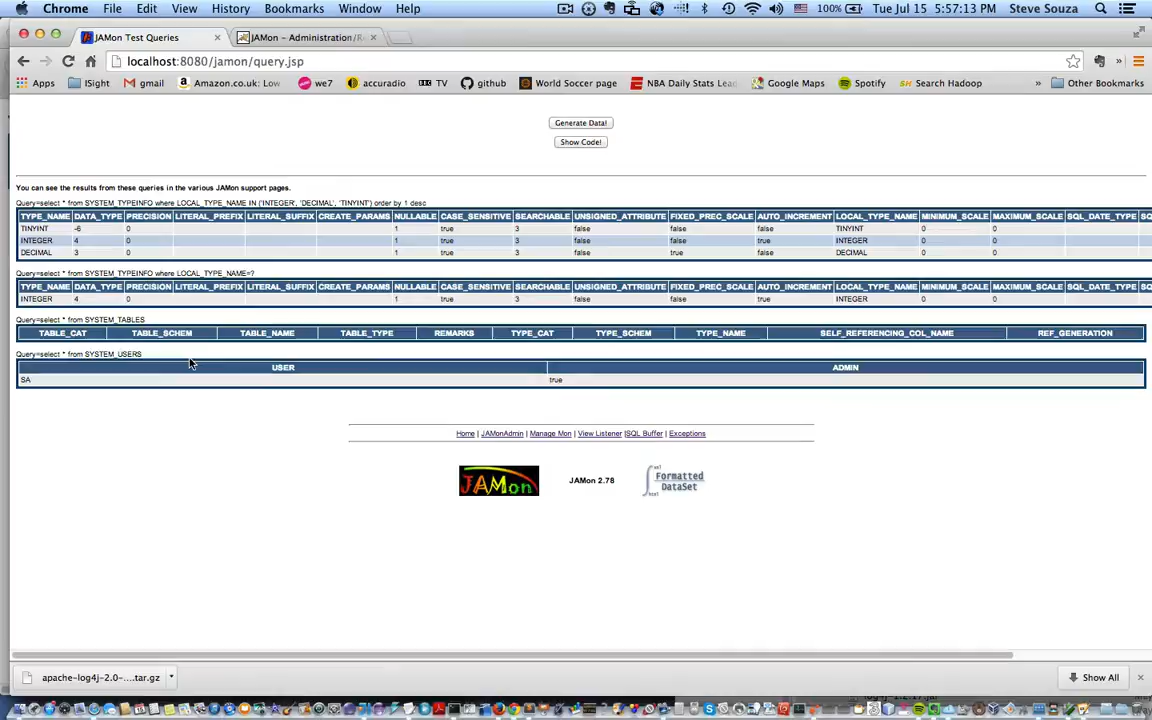 Chrome File Edit View History Bookmarks Window Help 100% Tue Jul 15 5:57:13 PM Steve Souza
JAMon Test Queries JAMon – Administration/R
localhost:8080/jamon/query.jsp
Apps ISight gmail Amazon.co.uk: Low we7 accuradio TV github World Soccer page NBA Daily Stats Lea Google Maps Spotify Search Hadoop » Other Bookmarks
Generate Data!
Show Code!
You can see the results from these queries in the various JAMon support pages.
Query=select * from SYSTEM_TYPEINFO where LOCAL_TYPE_NAME IN ('INTEGER', 'DECIMAL', 'TINYINT') order by 1 desc
TYPE_NAME DATA_TYPE PRECISION LITERAL_PREFIX LITERAL_SUFFIX CREATE_PARAMS NULLABLE CASE_SENSITIVE SEARCHABLE UNSIGNED_ATTRIBUTE FIXED_PREC_SCALE AUTO_INCREMENT LOCAL_TYPE_NAME MINIMUM_SCALE MAXIMUM_SCALE SQL_DATE_TYPE SQ
TINYINT -6 0 1 true 3 false false false TINYINT 0 0
INTEGER 4 0 1 true 3 false false true INTEGER 0 0
DECIMAL 3 0 1 true 3 false true false DECIMAL 0 0
Query=select * from SYSTEM_TYPEINFO where LOCAL_TYPE_NAME=?
TYPE_NAME DATA_TYPE PRECISION LITERAL_PREFIX LITERAL_SUFFIX CREATE_PARAMS NULLABLE CASE_SENSITIVE SEARCHABLE UNSIGNED_ATTRIBUTE FIXED_PREC_SCALE AUTO_INCREMENT LOCAL_TYPE_NAME MINIMUM_SCALE MAXIMUM_SCALE SQL_DATE_TYPE SQ
INTEGER 4 0 1 true 3 false false true INTEGER 0 0
Query=select * from SYSTEM_TABLES
TABLE_CAT TABLE_SCHEM TABLE_NAME TABLE_TYPE REMARKS TYPE_CAT TYPE_SCHEM TYPE_NAME SELF_REFERENCING_COL_NAME REF_GENERATION
Query=select * from SYSTEM_USERS
USER ADMIN
SA true
Home | JAMonAdmin | Manage Mon | View Listener |SQL Buffer | Exceptions
JAMon JAMon 2.78 Formatted DataSet
apache-log4j-2.0-....tar.gz Show All